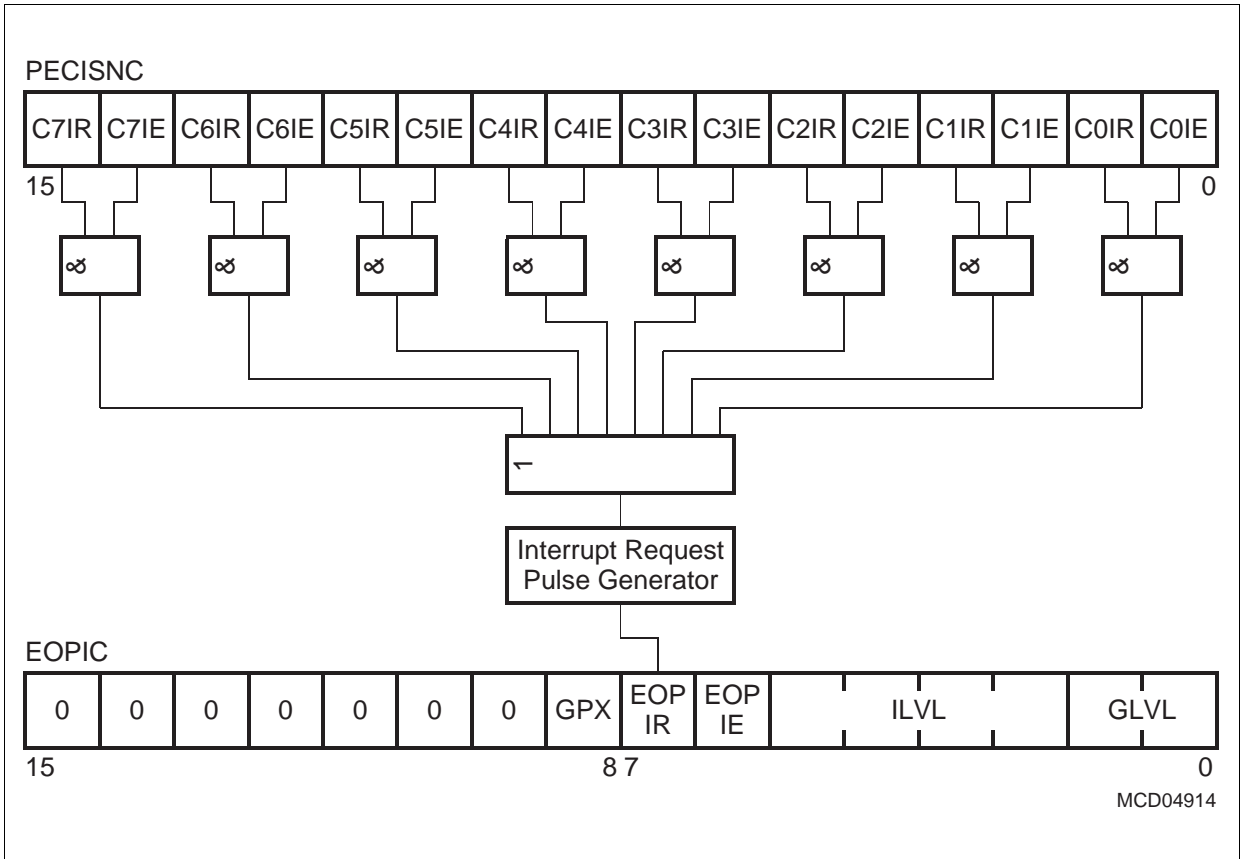 PECISNC
C7IR C7IE C6IR C6IE C5IR C5IE C4IR C4IE C3IR C3IE C2IR C2IE C1IR C1IE C0IR C0IE
15 0
& & & & & & & &
1
Interrupt Request
Pulse Generator
EOPIC
0 0 0 0 0 0 0 GPX EOP IR EOP IE ILVL GLVL
15 8 7 0
MCD04914